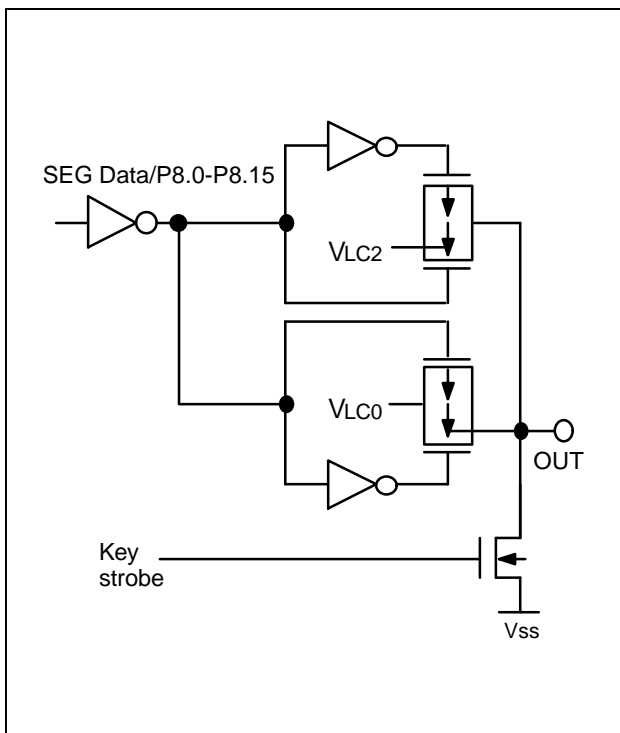 SEG Data/P8.0-P8.15
VLC2
VLC0
OUT
Key
strobe
Vss